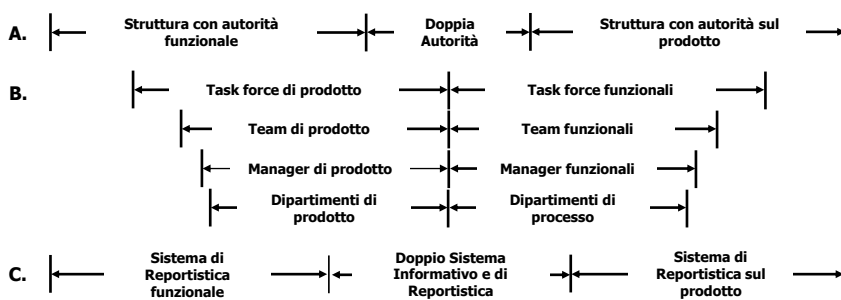 A. Struttura con autorità Doppia Struttura con autorità sul
funzionale Autorità prodotto
B. Task force di prodotto Task force funzionali
Team di prodotto Team funzionali
Manager di prodotto Manager funzionali
Dipartimenti di Dipartimenti di
prodotto processo
Sistema di Doppio Sistema Sistema di
C. Reportistica Informativo e di Reportistica sul
funzionale Reportistica prodotto